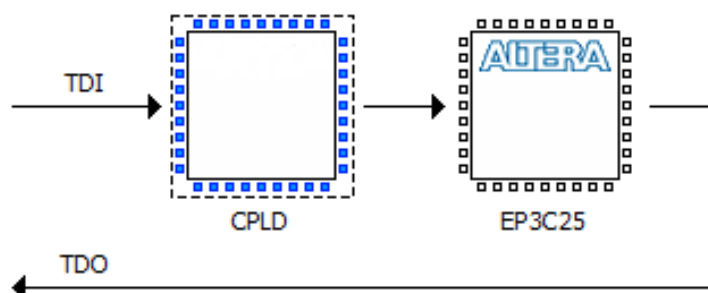 ALTERA
TDI
CPLD
EP3C25
TDO